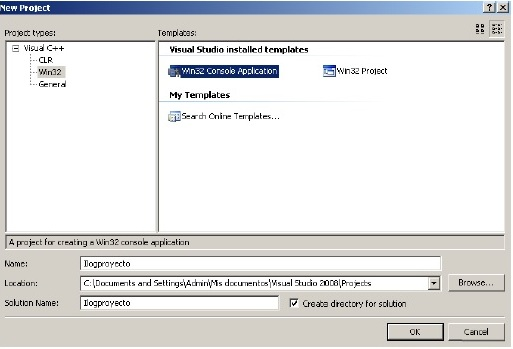 New Project
Project types:
Templates:
Visual C++
CLR
Win32
General
Visual Studio installed templates
Win32 Console Application
Win32 Project
My Templates
Search Online Templates...
A project for creating a Win32 console application
Name:
Ilogproyecto
Location:
C:\Documents and Settings\Admin\Mis documentos\Visual Studio 2008\Projects
Browse...
Solution Name:
Ilogproyecto
Create directory for solution
OK
Cancel